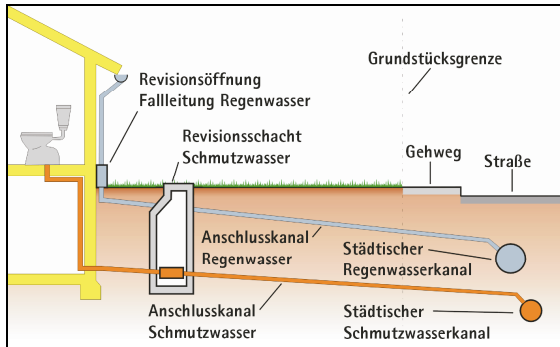 Grundstücksgrenze
Revisionsöffnung
Fallleitung Regenwasser
Revisionsschacht
Schmutzwasser
Gehweg
Straße
Anschlusskanal
Regenwasser
Städtischer
Regenwasserkanal
Anschlusskanal
Schmutzwasser
Städtischer
Schmutzwasserkanal